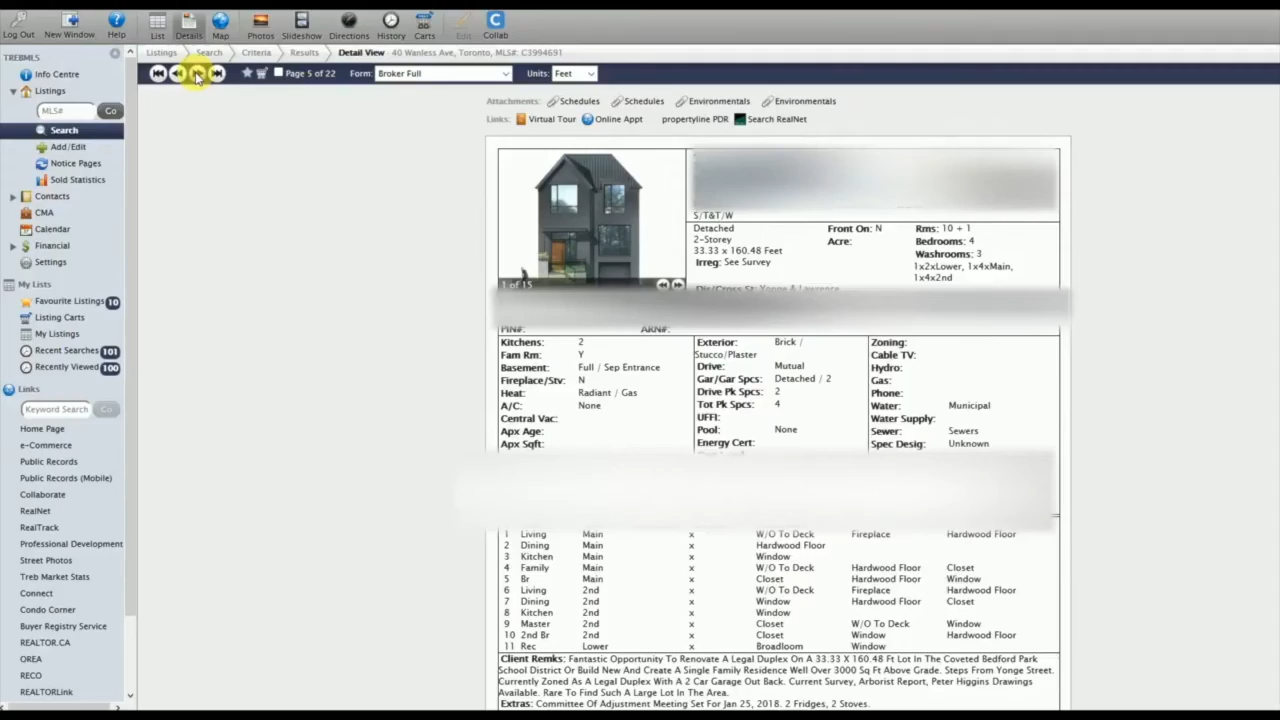 Log Out New Window Help List Details Map Photos Slideshow Directions History Carts Edit Collab
TREBMLS
Listings Search Criteria Results Detail View - 40 Wanless Ave, Toronto, MLS#: C3994691
Page 5 of 22 Form: Broker Full Units: Feet
Info Centre
Listings
MLS# Go
Search
Add/Edit
Notice Pages
Sold Statistics
Contacts
CMA
Calendar
Financial
Settings
My Lists
Favourite Listings 10
Listing Carts
My Listings
Recent Searches 101
Recently Viewed 100
Links
Keyword Search Go
Home Page
e-Commerce
Public Records
Public Records (Mobile)
Collaborate
RealNet
RealTrack
Professional Development
Street Photos
Treb Market Stats
Connect
Condo Corner
Buyer Registry Service
REALTOR.CA
OREA
RECO
REALTORLink
Attachments: Schedules Schedules Environmentals Environmentals
Links: Virtual Tour Online Appt propertyline PDR Search RealNet
1 of 15
S/T&T/W
Detached Front On: N Rms: 10 + 1
2-Storey Acre: Bedrooms: 4
33.33 x 160.48 Feet Washrooms: 3
Irreg: See Survey 1x2xLower, 1x4xMain,
1x4x2nd
Dir/Cross St: Yonge & Lawrence
PIN#: ARN#:
Kitchens: 2 Exterior: Brick / Zoning:
Fam Rm: Y Stucco/Plaster Cable TV:
Basement: Full / Sep Entrance Drive: Mutual Hydro:
Fireplace/Stv: N Gar/Gar Spcs: Detached / 2 Gas:
Heat: Radiant / Gas Drive Pk Spcs: 2 Phone:
A/C: None Tot Pk Spcs: 4 Water: Municipal
Central Vac: UFFI: Water Supply:
Apx Age: Pool: None Sewer: Sewers
Apx Sqft: Energy Cert: Spec Desig: Unknown
1 Living Main x W/O To Deck Fireplace Hardwood Floor
2 Dining Main x Hardwood Floor
3 Kitchen Main x Window
4 Family Main x W/O To Deck Hardwood Floor Closet
5 Br Main x Closet Hardwood Floor Window
6 Living 2nd x W/O To Deck Fireplace Hardwood Floor
7 Dining 2nd x Window Hardwood Floor Closet
8 Kitchen 2nd x Window
9 Master 2nd x Closet W/O To Deck Window
10 2nd Br 2nd x Closet Window Hardwood Floor
11 Rec Lower x Broadloom Window
Client Remks: Fantastic Opportunity To Renovate A Legal Duplex On A 33.33 X 160.48 Ft Lot In The Coveted Bedford Park
School District Or Build New And Create A Single Family Residence Well Over 3000 Sq Ft Above Grade. Steps From Yonge Street.
Currently Zoned As A Legal Duplex With A 2 Car Garage Out Back. Current Survey, Arborist Report, Peter Higgins Drawings
Available. Rare To Find Such A Large Lot In The Area.
Extras: Committee Of Adjustment Meeting Set For Jan 25, 2018. 2 Fridges, 2 Stoves.